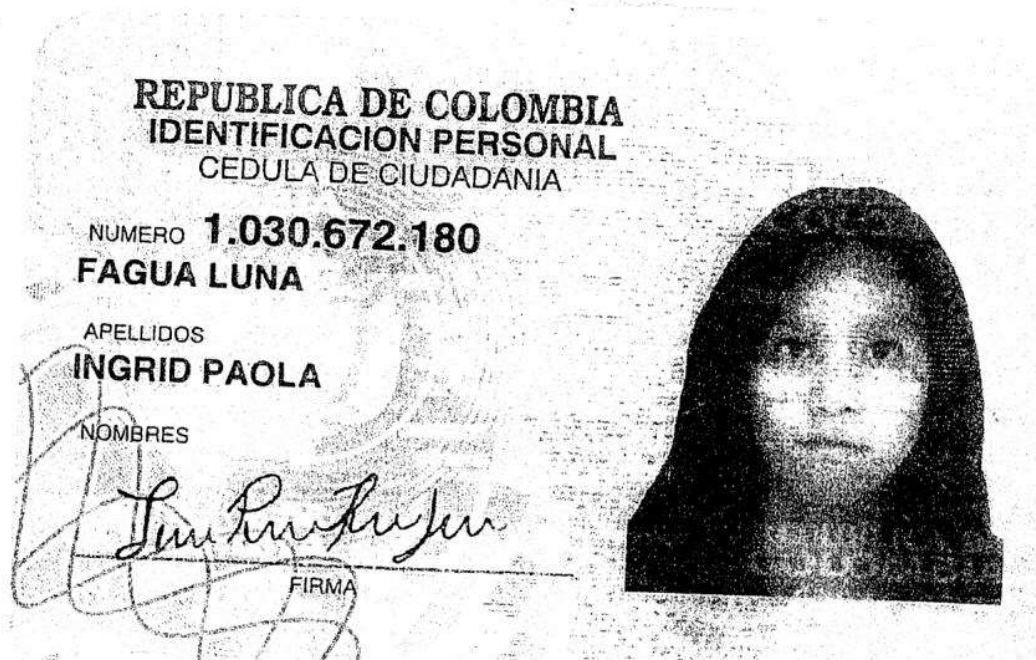 REPUBLICA DE COLOMBIA
IDENTIFICACION PERSONAL
CEDULA DE CIUDADANIA
NUMERO 1.030.672.180
FAGUA LUNA
APELLIDOS
INGRID PAOLA
NOMBRES
FIRMA